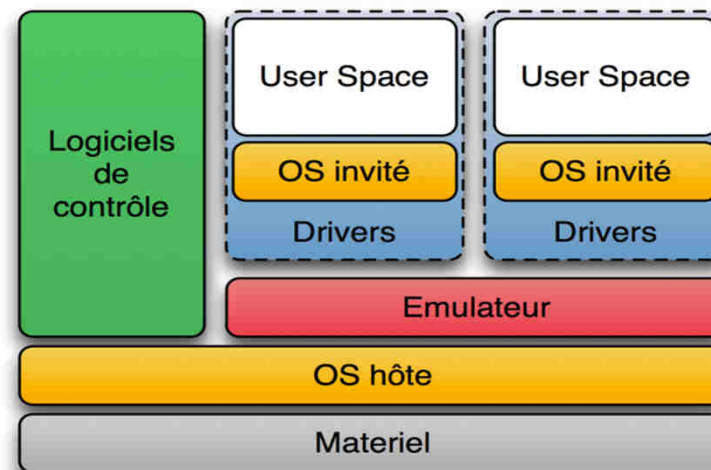 Logiciels
de
contrôle
User Space
OS invité
Drivers
User Space
OS invité
Drivers
Emulateur
OS hôte
Materiel